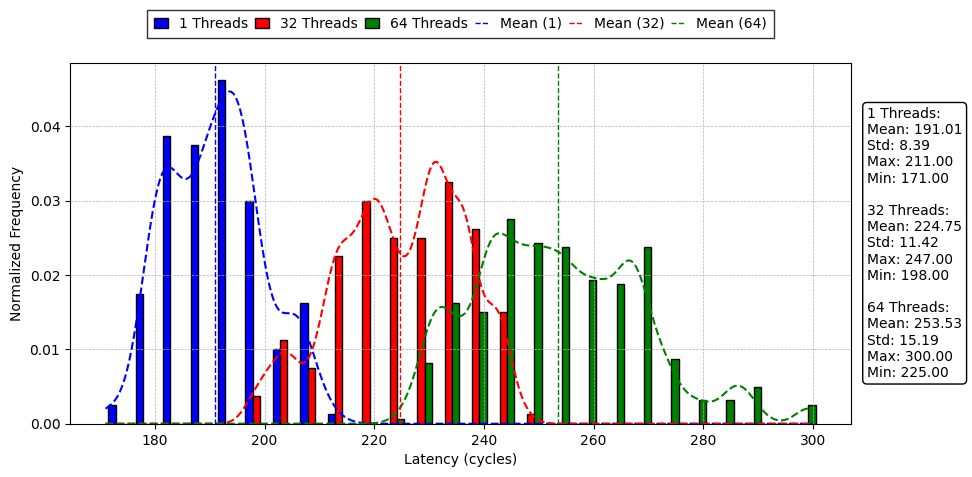 1 Threads 32 Threads 64 Threads Mean (1) Mean (32) Mean (64)
Normalized Frequency
0.04
0.03
0.02
0.01
0.00
180 200 220 240 260 280 300
Latency (cycles)
1 Threads:
Mean: 191.01
Std: 8.39
Max: 211.00
Min: 171.00
32 Threads:
Mean: 224.75
Std: 11.42
Max: 247.00
Min: 198.00
64 Threads:
Mean: 253.53
Std: 15.19
Max: 300.00
Min: 225.00